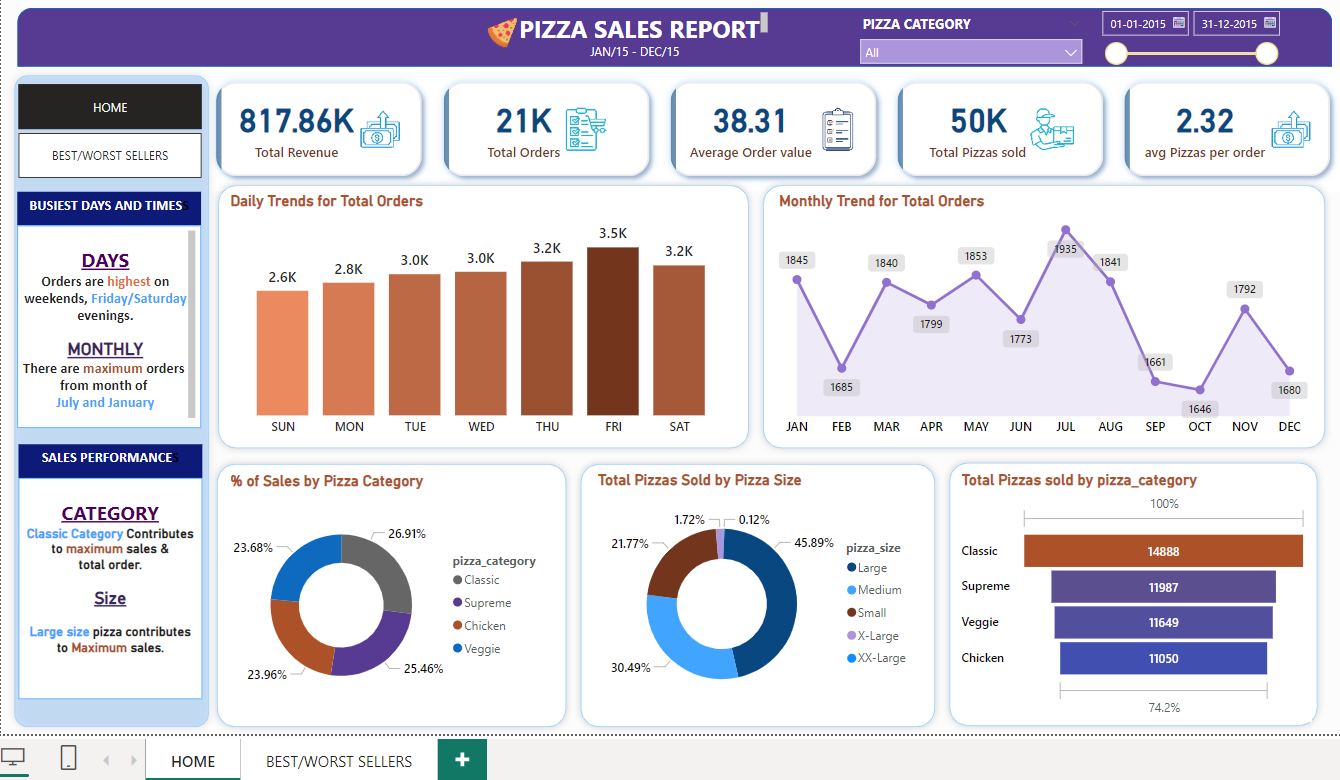 PIZZA SALES REPORT
JAN/15 - DEC/15
PIZZA CATEGORY
All
01-01-2015
31-12-2015
HOME
BEST/WORST SELLERS
BUSIEST DAYS AND TIMES
DAYS
Orders are highest on
weekends, Friday/Saturday
evenings.
MONTHLY
There are maximum orders
from month of
July and January
SALES PERFORMANCE
CATEGORY
Classic Category Contributes
to maximum sales &
total order.
Size
Large size pizza contributes
to Maximum sales.
817.86K
Total Revenue
21K
Total Orders
38.31
Average Order value
50K
Total Pizzas sold
2.32
avg Pizzas per order
Daily Trends for Total Orders
2.6K
2.8K
3.0K
3.0K
3.2K
3.5K
3.2K
SUN MON TUE WED THU FRI SAT
Monthly Trend for Total Orders
1845
1685
1840
1799
1853
1773
1935
1841
1661
1646
1792
1680
JAN FEB MAR APR MAY JUN JUL AUG SEP OCT NOV DEC
% of Sales by Pizza Category
26.91%
25.46%
23.96%
23.68%
pizza_category
Classic
Supreme
Chicken
Veggie
Total Pizzas Sold by Pizza Size
1.72%
0.12%
21.77%
45.89%
30.49%
pizza_size
Large
Medium
Small
X-Large
XX-Large
Total Pizzas sold by pizza_category
100%
Classic 14888
Supreme 11987
Veggie 11649
Chicken 11050
74.2%
HOME
BEST/WORST SELLERS